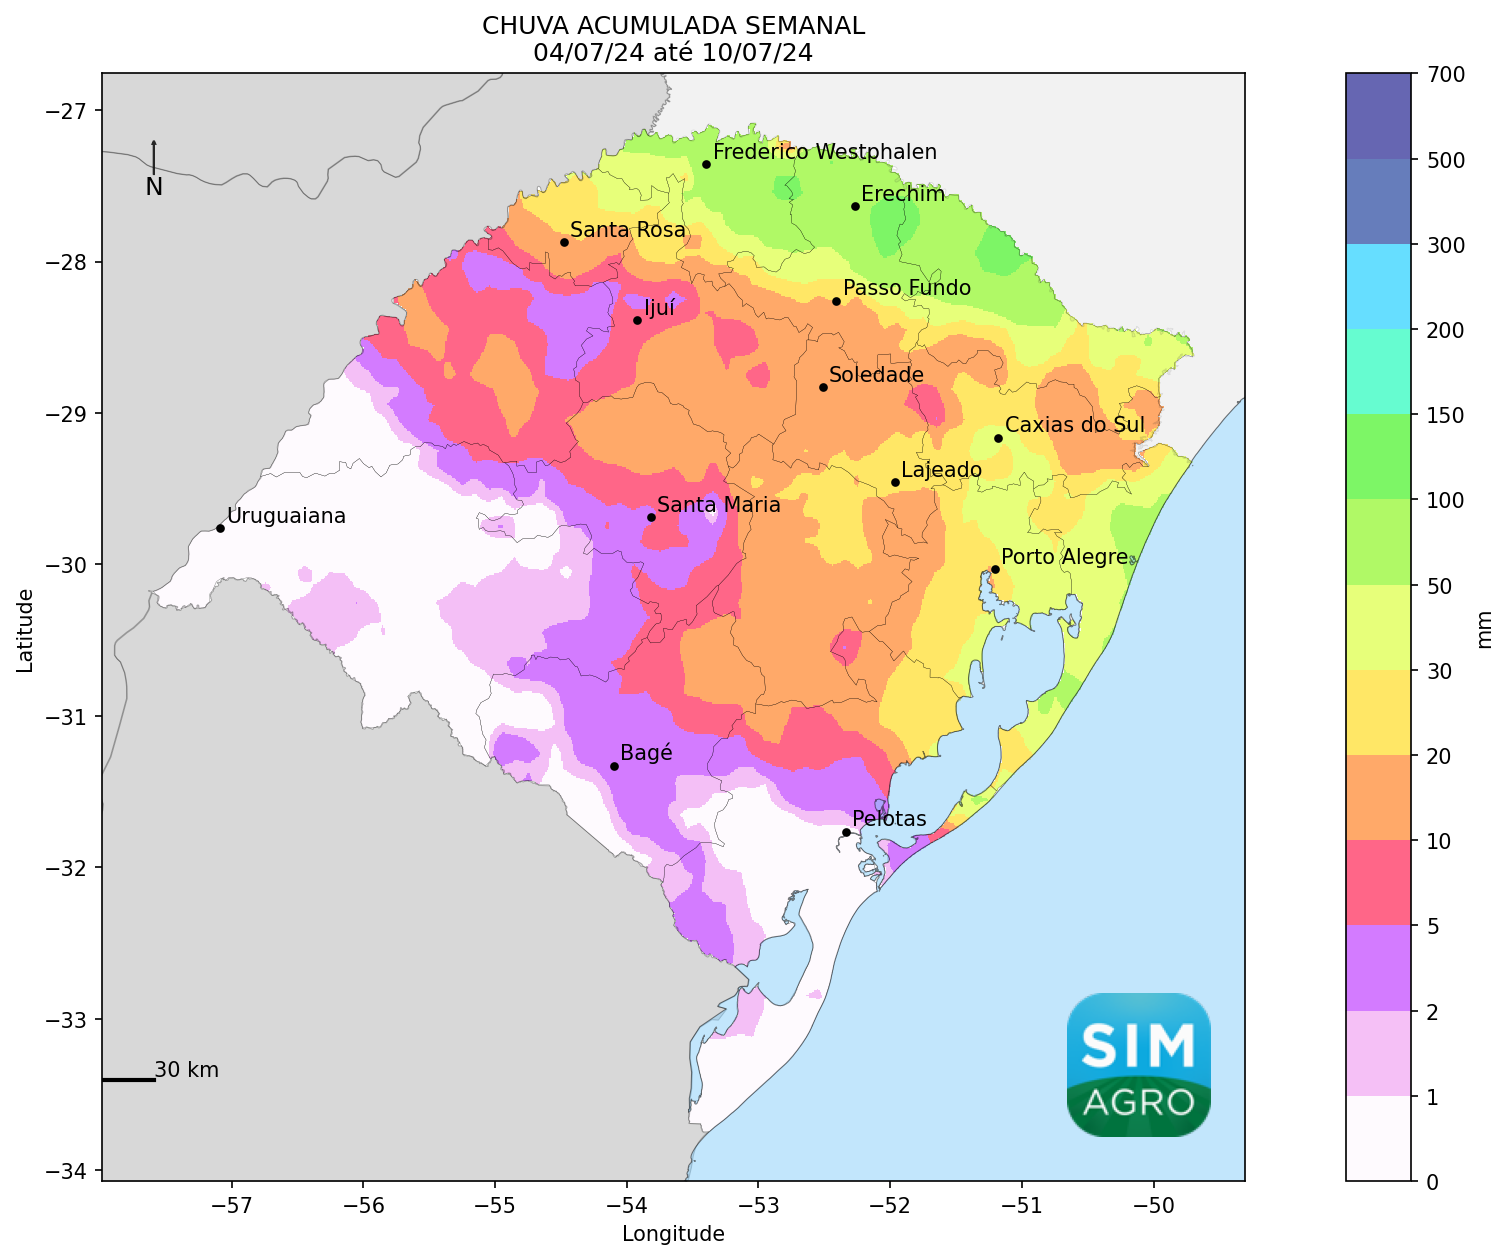 CHUVA ACUMULADA SEMANAL
04/07/24 até 10/07/24
N
Frederico Westphalen
Erechim
Santa Rosa
Passo Fundo
Ijuí
Soledade
Caxias do Sul
Lajeado
Santa Maria
Uruguaiana
Porto Alegre
Bagé
Pelotas
30 km
SIM
AGRO
−27
−28
−29
−30
−31
−32
−33
−34
Latitude
−57
−56
−55
−54
−53
−52
−51
−50
Longitude
700
500
300
200
150
100
50
30
20
10
5
2
1
0
mm